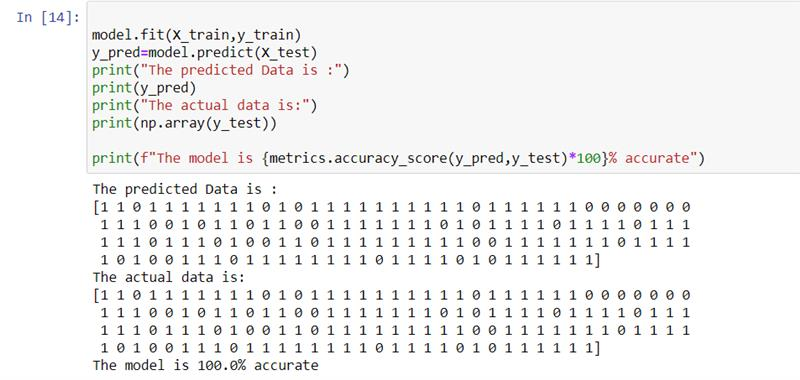 In [14]:
model.fit(X_train,y_train)
y_pred=model.predict(X_test)
print("The predicted Data is :")
print(y_pred)
print("The actual data is:")
print(np.array(y_test))
print(f"The model is {metrics.accuracy_score(y_pred,y_test)*100}% accurate")
The predicted Data is :
[1 1 0 1 1 1 1 1 1 1 0 1 0 1 1 1 1 1 1 1 1 1 1 0 1 1 1 1 1 1 0 0 0 0 0 0 0
1 1 1 0 0 1 0 1 1 0 1 1 0 0 1 1 1 1 1 1 1 0 1 0 1 1 1 1 0 1 1 1 1 0 1 1 1
1 1 1 0 1 1 1 0 1 0 0 1 1 0 1 1 1 1 1 1 1 1 1 0 0 1 1 1 1 1 1 1 0 1 1 1 1
1 0 1 0 0 1 1 1 0 1 1 1 1 1 1 1 1 0 1 1 1 1 0 1 0 1 1 1 1 1 1]
The actual data is:
[1 1 0 1 1 1 1 1 1 1 0 1 0 1 1 1 1 1 1 1 1 1 1 0 1 1 1 1 1 1 0 0 0 0 0 0 0
1 1 1 0 0 1 0 1 1 0 1 1 0 0 1 1 1 1 1 1 1 0 1 0 1 1 1 1 0 1 1 1 1 0 1 1 1
1 1 1 0 1 1 1 0 1 0 0 1 1 0 1 1 1 1 1 1 1 1 1 0 0 1 1 1 1 1 1 1 0 1 1 1 1
1 0 1 0 0 1 1 1 0 1 1 1 1 1 1 1 1 0 1 1 1 1 0 1 0 1 1 1 1 1 1]
The model is 100.0% accurate